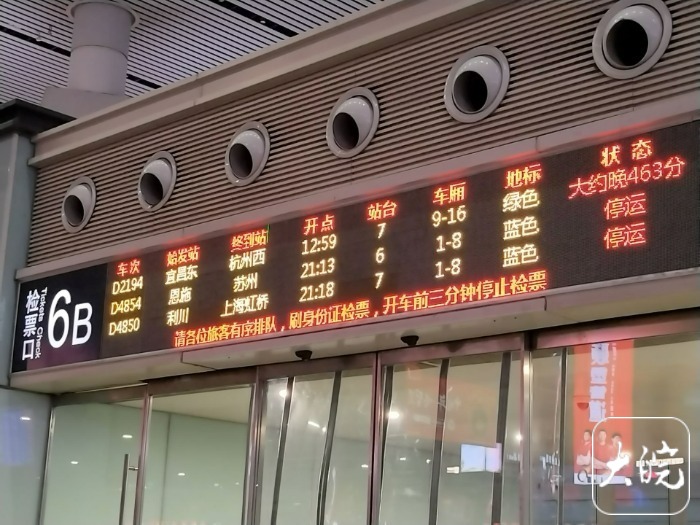 检票口 Tickets Check 6B
车次 始发站 终到站 开点 站台 车厢 地标 状态
D2194 宜昌东 杭州西 12:59 7 9-16 绿色 大约晚463分
D4854 恩施 苏州 21:13 6 1-8 蓝色 停运
D4850 利川 上海虹桥 21:18 7 1-8 蓝色 停运
请各位旅客有序排队，刷身份证检票，开车前三分钟停止检票
大皖